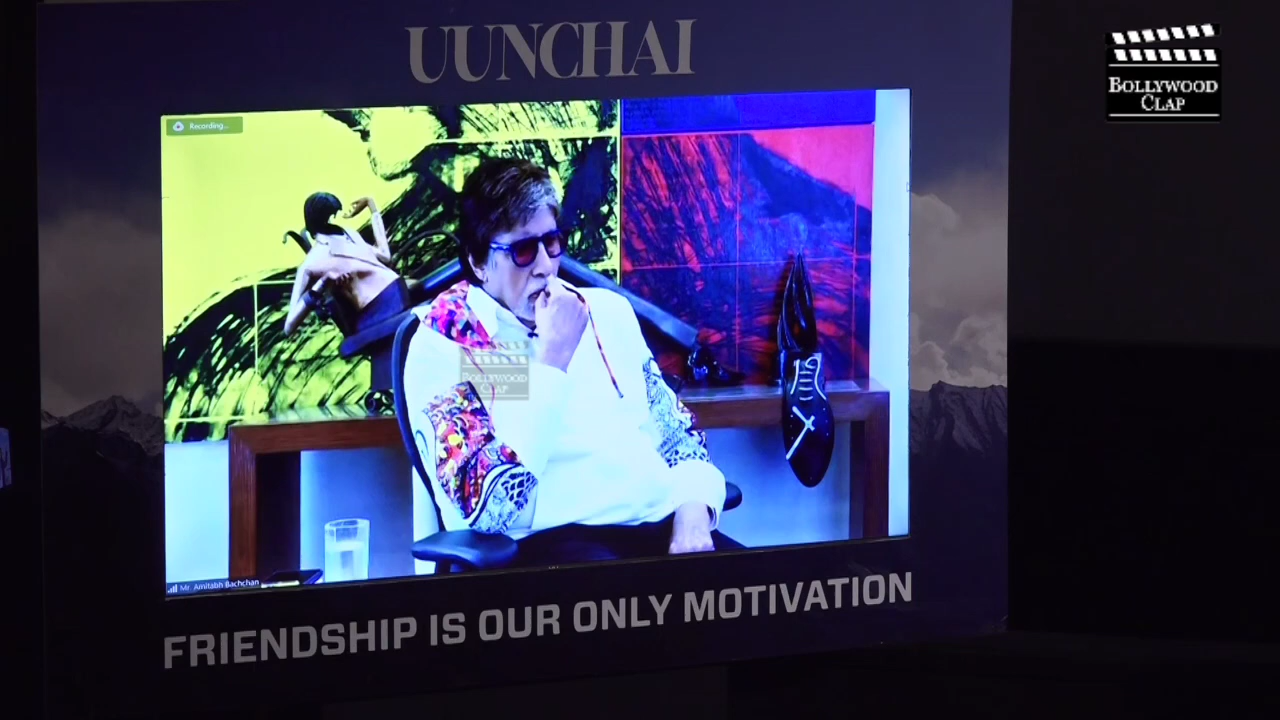 UUNCHAI
BOLLYWOOD
CLAP
Recording...
BOLLYWOOD
CLAP
Mr. Amitabh Bachchan
FRIENDSHIP IS OUR ONLY MOTIVATION